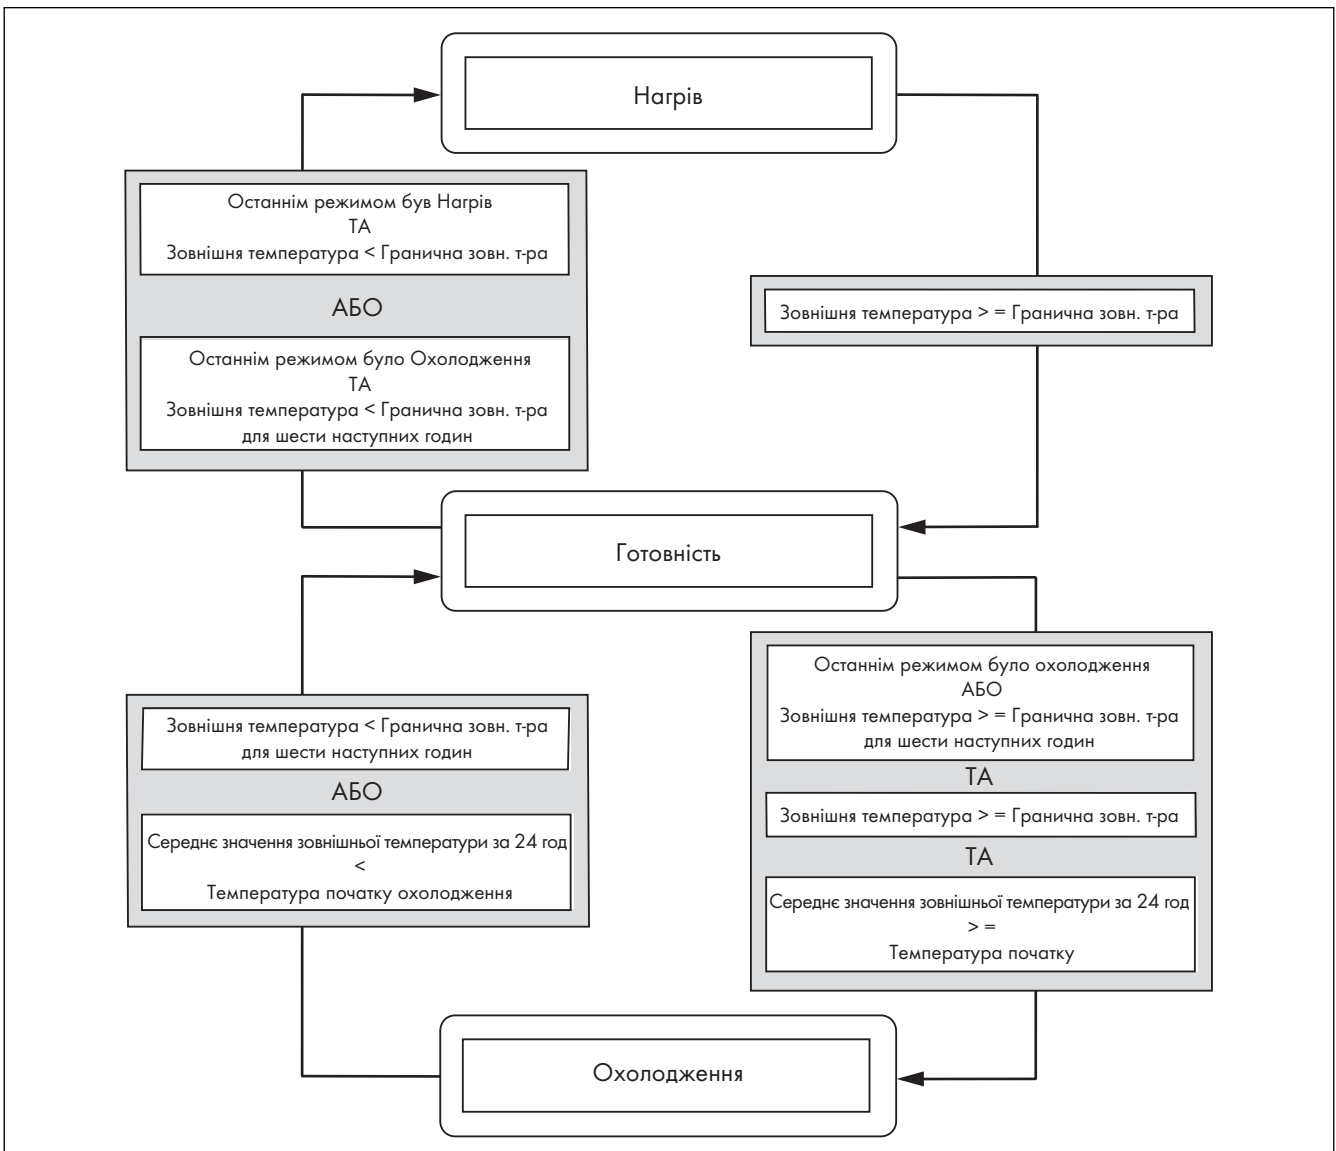 Нагрів
Останнім режимом був Нагрів
ТА
Зовнішня температура < Гранична зовн. т-ра
АБО
Останнім режимом було Охолодження
ТА
Зовнішня температура < Гранична зовн. т-ра
для шести наступних годин
Зовнішня температура > = Гранична зовн. т-ра
Готовність
Зовнішня температура < Гранична зовн. т-ра
для шести наступних годин
АБО
Середнє значення зовнішньої температури за 24 год
<
Температура початку охолодження
Останнім режимом було охолодження
АБО
Зовнішня температура > = Гранична зовн. т-ра
для шести наступних годин
ТА
Зовнішня температура > = Гранична зовн. т-ра
ТА
Середнє значення зовнішньої температури за 24 год
> =
Температура початку
Охолодження